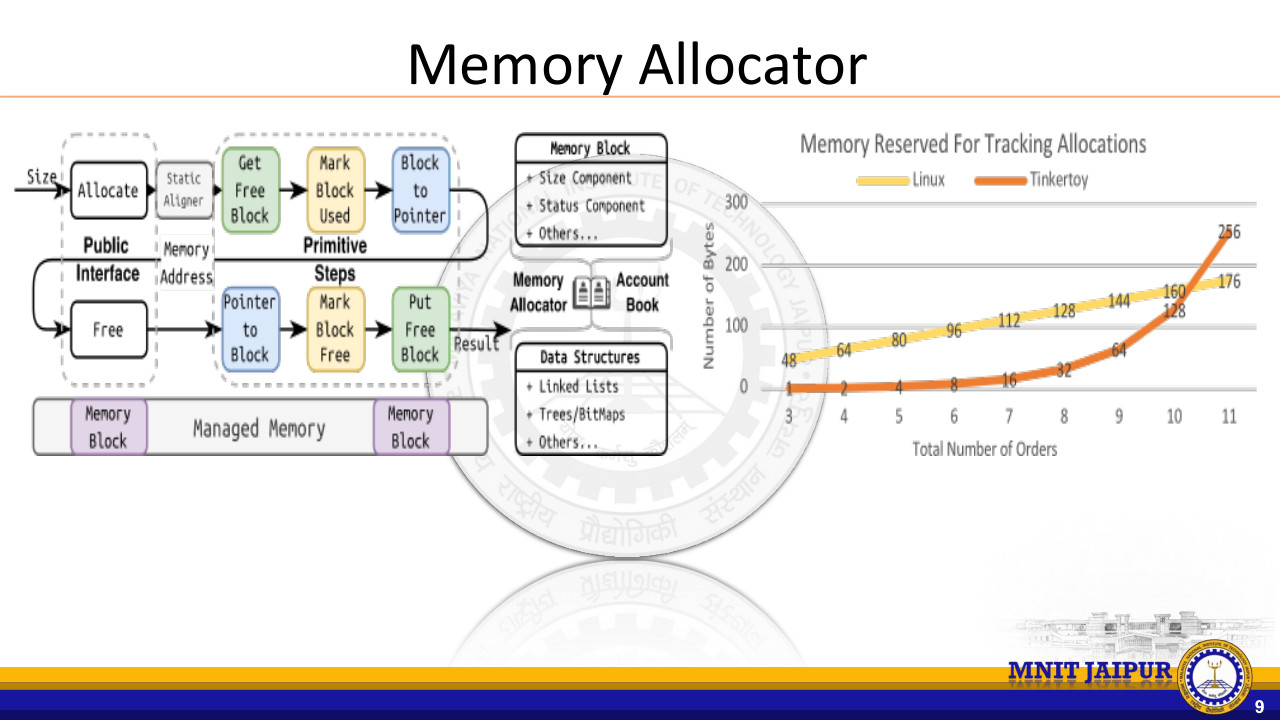 Memory Allocator
Size
Allocate
Static
Aligner
Get
Free
Block
Mark
Block
Used
Block
to
Pointer
Public
Interface
Memory
Address
Primitive
Steps
Free
Pointer
to
Block
Mark
Block
Free
Put
Free
Block
Result
Memory
Block
Managed Memory
Memory
Block
Memory Block
+ Size Component
+ Status Component
+ Others...
Memory
Allocator
Account
Book
Data Structures
+ Linked Lists
+ Trees/BitMaps
+ Others...
Memory Reserved For Tracking Allocations
Linux
Tinkertoy
Number of Bytes
300
200
100
0
48
64
80
96
112
128
144
160
176
1
2
4
8
16
32
64
128
256
3 4 5 6 7 8 9 10 11
Total Number of Orders
INSTITUTE OF TECHNOLOGY JAIPUR
राष्ट्रीय प्रौद्योगिकी संस्थान
MNIT JAIPUR
9